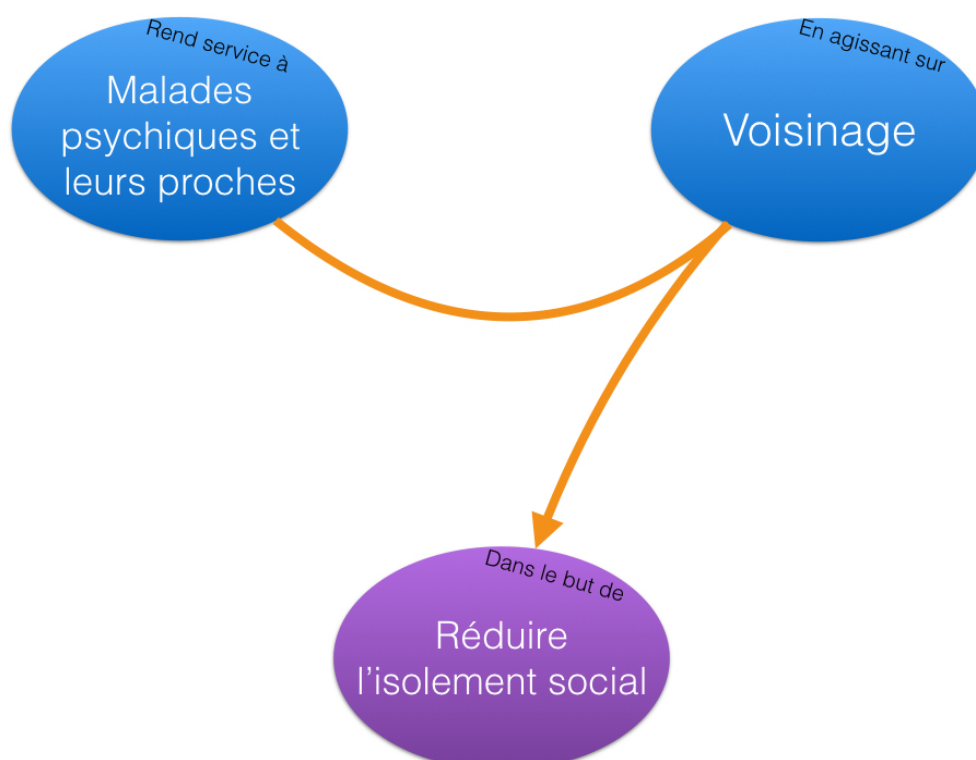 Rend service à
Malades
psychiques et
leurs proches
En agissant sur
Voisinage
Dans le but de
Réduire
l'isolement social